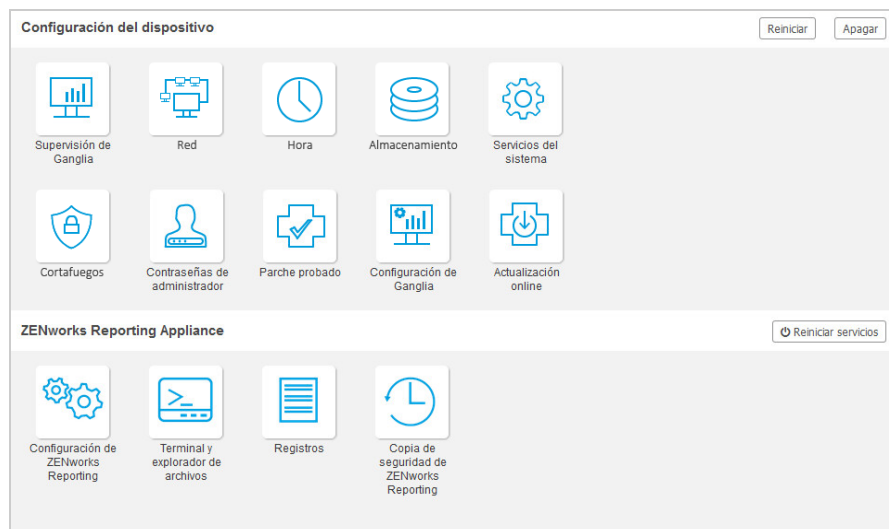 Configuración del dispositivo
Reiniciar
Apagar
Supervisión de
Ganglia
Red
Hora
Almacenamiento
Servicios del
sistema
Cortafuegos
Contraseñas de
administrador
Parche probado
Configuración de
Ganglia
Actualización
online
ZENworks Reporting Appliance
Reiniciar servicios
Configuración de
ZENworks
Reporting
Terminal y
explorador de
archivos
Registros
Copia de
seguridad de
ZENworks
Reporting